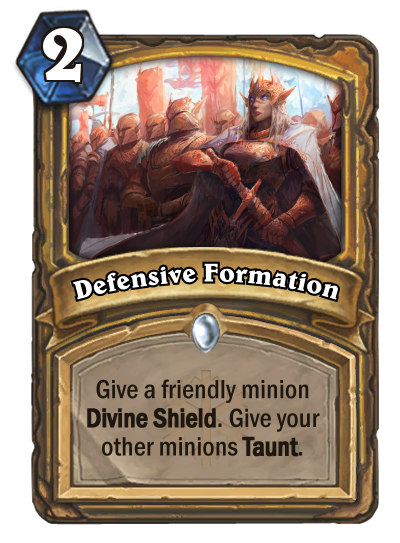 2
Defensive Formation
Give a friendly minion
Divine Shield. Give your
other minions Taunt.